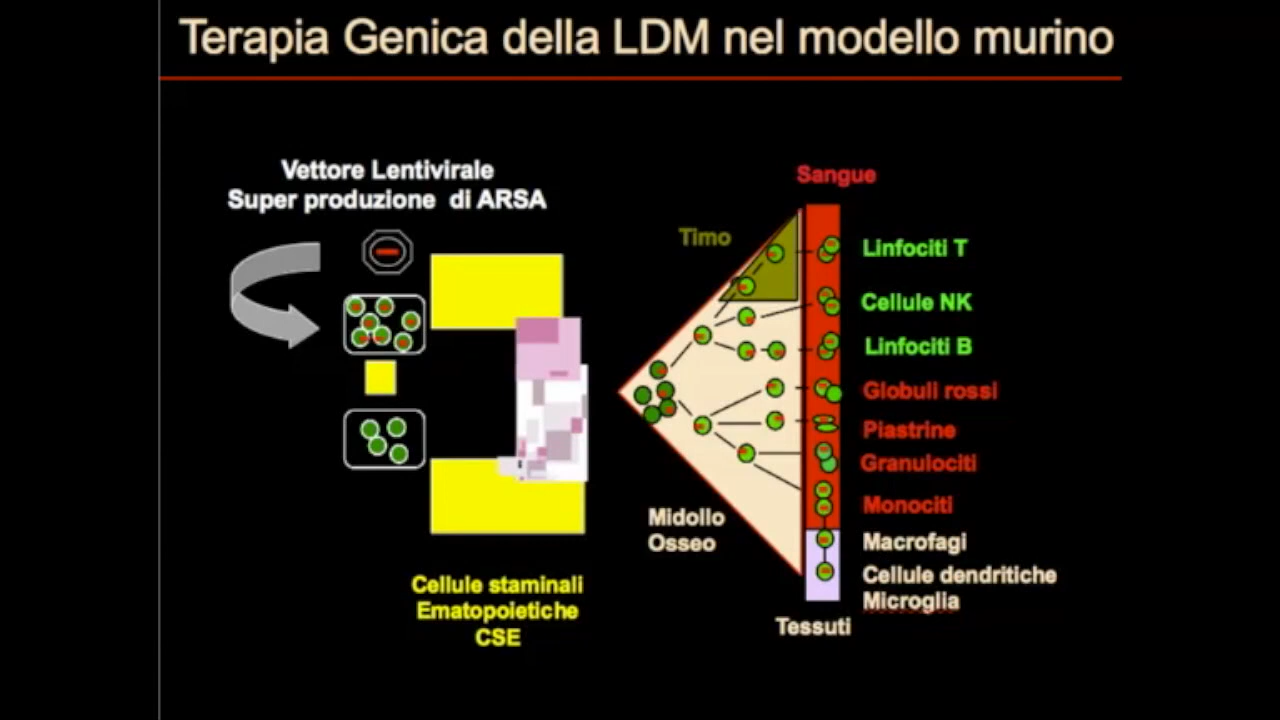 Terapia Genica della LDM nel modello murino
Vettore Lentivirale
Super produzione di ARSA
Sangue
Timo
Linfociti T
Cellule NK
Linfociti B
Globuli rossi
Piastrine
Granulociti
Monociti
Midollo
Osseo
Macrofagi
Cellule dendritiche
Microglia
Tessuti
Cellule staminali
Ematopoietiche
CSE